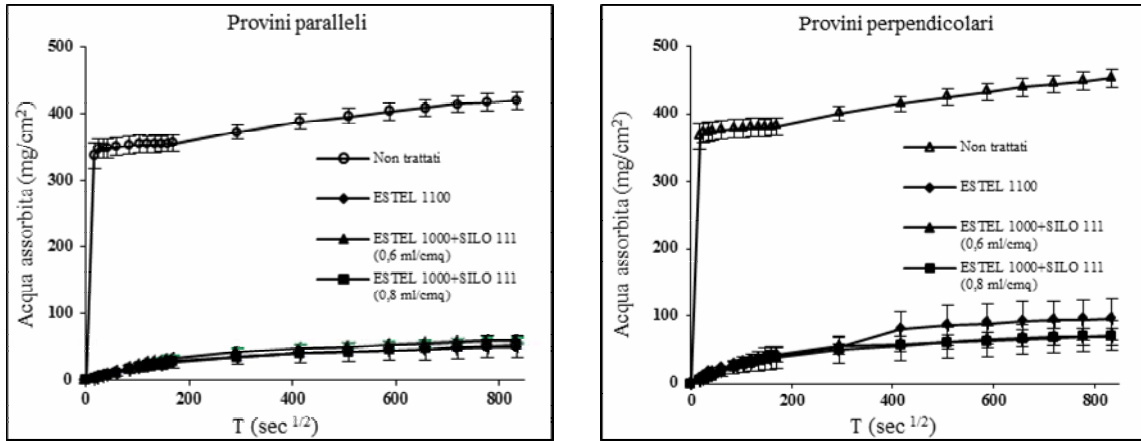 Provini paralleli
500
400
300
200
100
0
Acqua assorbita (mg/cm²)
Non trattati
ESTEL 1100
ESTEL 1000+SILO 111
(0,6 ml/cmq)
ESTEL 1000+SILO 111
(0,8 ml/cmq)
0 200 400 600 800
T (sec 1/2)
Provini perpendicolari
500
400
300
200
100
0
Acqua assorbita (mg/cm²)
Non trattati
ESTEL 1100
ESTEL 1000+SILO 111
(0,6 ml/cmq)
ESTEL 1000+SILO 111
(0,8 ml/cmq)
0 200 400 600 800
T (sec 1/2)